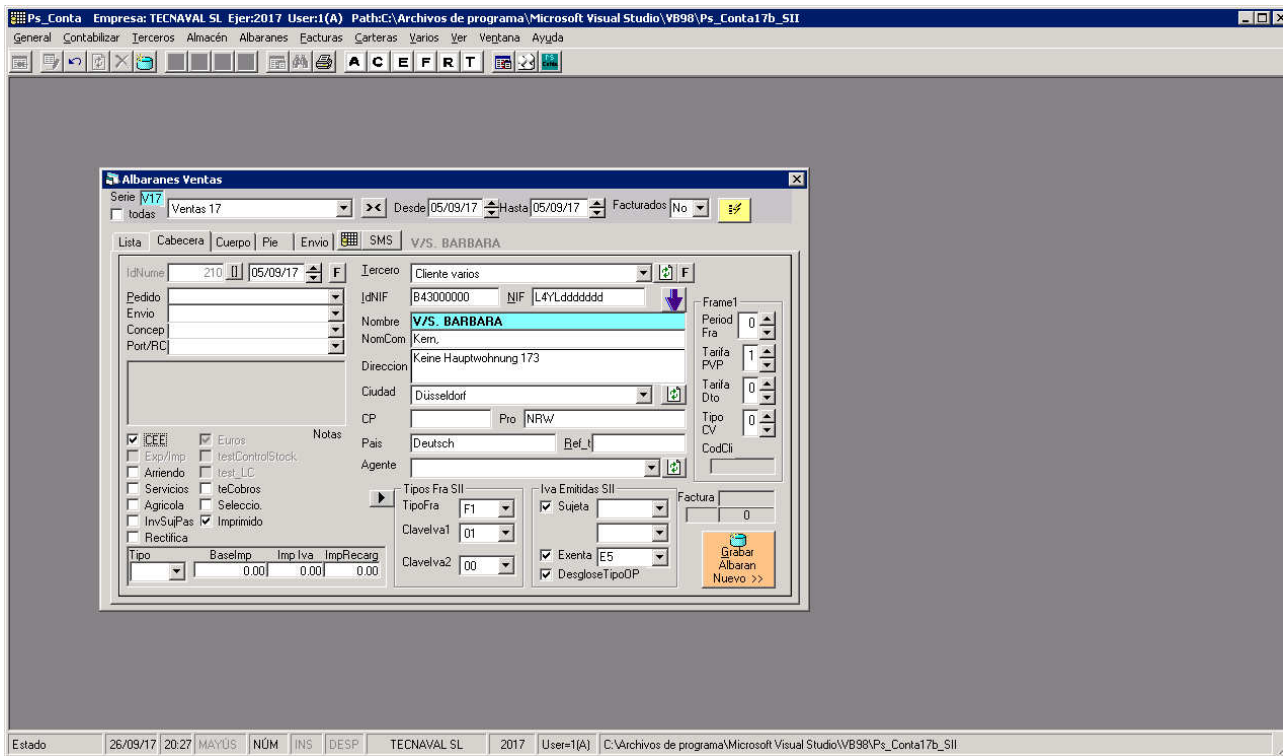 Ps_Conta Empresa: TECNAVAL SL Ejer:2017 User:1(A) Path:C:\Archivos de programa\Microsoft Visual Studio\VB98\Ps_Conta17b_SII
General Contabilizar Terceros Almacén Albaranes Facturas Carteras Varios Ver Ventana Ayuda
A C E F R T
Albaranes Ventas
Serie V17
todas Ventas 17 >< Desde 05/09/17 Hasta 05/09/17 Facturados No
Lista Cabecera Cuerpo Pie Envio SMS V/S. BARBARA
IdNume 210 [] 05/09/17 F
Pedido
Envio
Concep
Port/RC
Tercero Cliente varios F
IdNIF B43000000 NIF L4YLddddddd
Nombre V/S. BARBARA
NomCom Kern,
Direccion Keine Hauptwohnung 173
Ciudad Düsseldorf
CP Pro NRW
Pais Deutsch Ref_t
Agente
Frame1
Period Fra 0
Tarifa PVP 1
Tarifa Dto 0
Tipo CV 0
CodCli
CEE Euros Notas
Exp/Imp testControlStock.
Arriendo test_LC
Servicios teCobros
Agricola Seleccio.
InvSujPas Imprimido
Rectifica
Tipo BaseImp Imp Iva ImpRecarg
0.00 0.00 0.00
Tipos Fra SII
TipoFra F1
ClaveIva1 01
ClaveIva2 00
Iva Emitidas SII
Sujeta
Exenta E5
DesgloseTipoOP
Factura
0
Grabar
Albaran
Nuevo >>
Estado 26/09/17 20:27 MAYÚS NÚM INS DESP TECNAVAL SL 2017 User=1(A) C:\Archivos de programa\Microsoft Visual Studio\VB98\Ps_Conta17b_SII